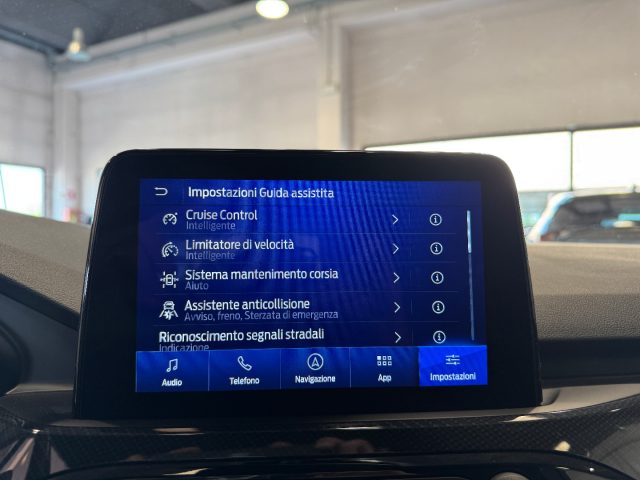 Impostazioni Guida assistita
Cruise Control
Intelligente
Limitatore di velocità
Intelligente
Sistema mantenimento corsia
Aiuto
Assistente anticollisione
Avviso, freno, Sterzata di emergenza
Riconoscimento segnali stradali
Indicazione
Audio
Telefono
Navigazione
App
Impostazioni